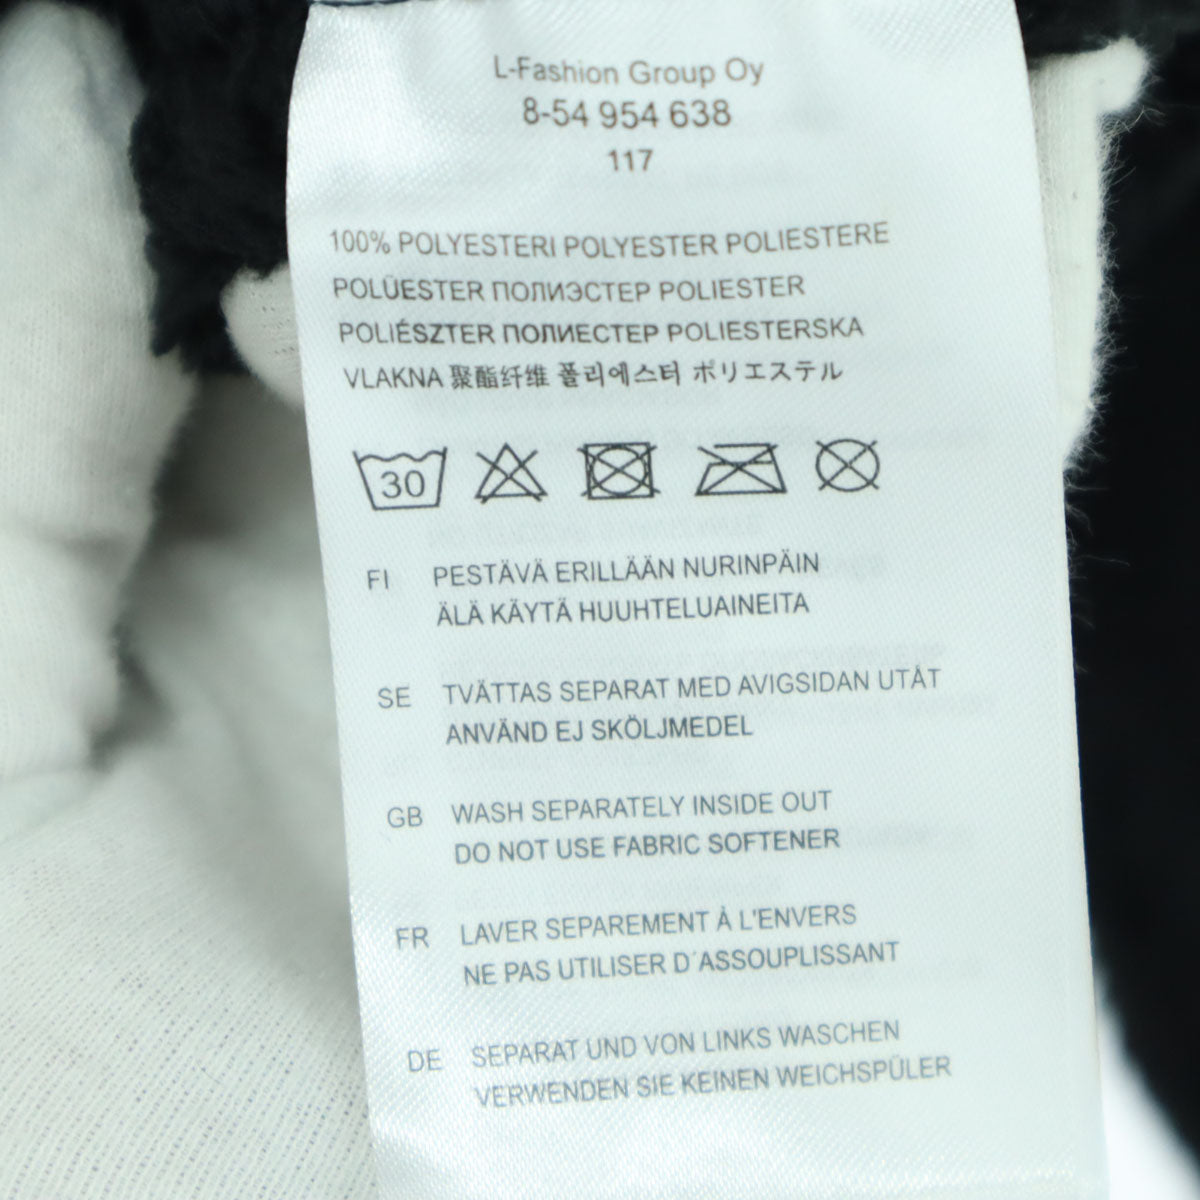 L-Fashion Group Oy
8-54 954 638
117
100% POLYESTERI POLYESTER POLIESTERE
POLÜESTER ПОЛИЭСТЕР POLIESTER
POLIÉSZTER ПОЛИЕСТЕР POLIESTERSKA
VLAKNA 聚酯纤维 폴리에스터 ポリエステル
30
FI PESTÄVÄ ERILLÄÄN NURINPÄIN
ÄLÄ KÄYTÄ HUUHTELUAINEITA
SE TVÄTTAS SEPARAT MED AVIGSIDAN UTÅT
ANVÄND EJ SKÖLJMEDEL
GB WASH SEPARATELY INSIDE OUT
DO NOT USE FABRIC SOFTENER
FR LAVER SEPAREMENT À L'ENVERS
NE PAS UTILISER D´ASSOUPLISSANT
DE SEPARAT UND VON LINKS WASCHEN
VERWENDEN SIE KEINEN WEICHSPÜLER